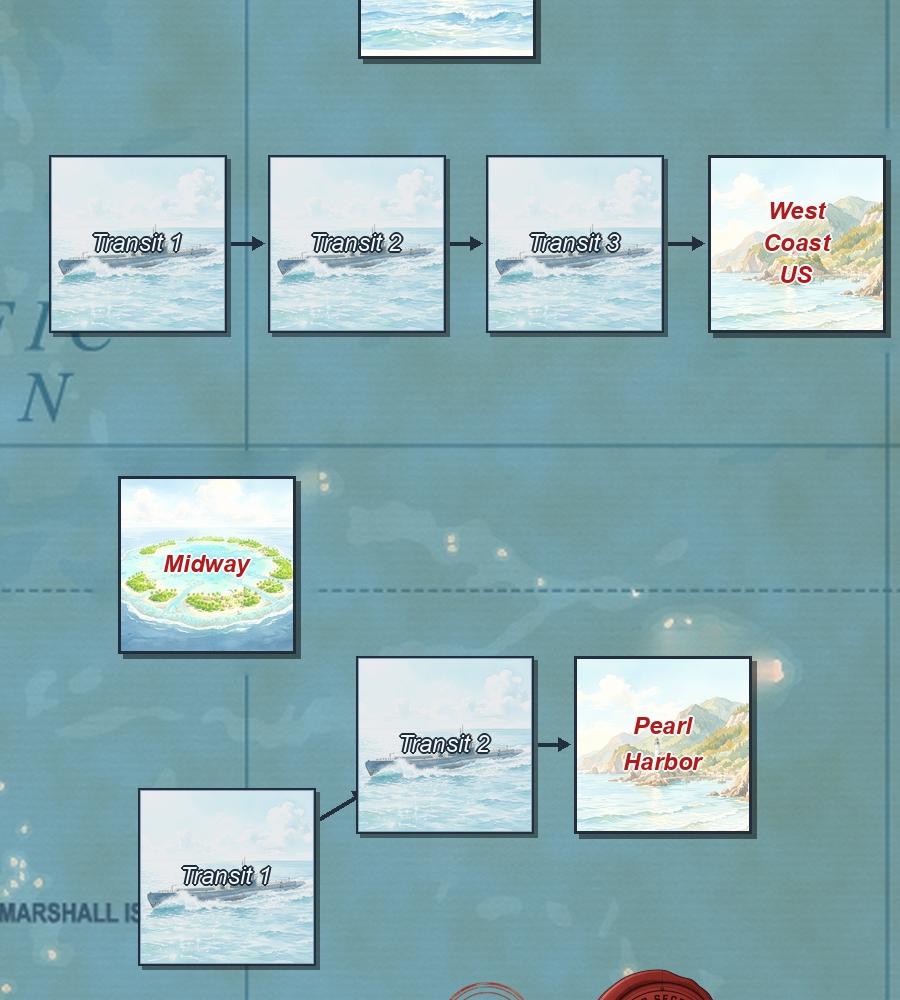 Transit 1
Transit 2
Transit 3
West
Coast
US
N
Midway
Transit 2
Pearl
Harbor
Transit 1
MARSHALL IS